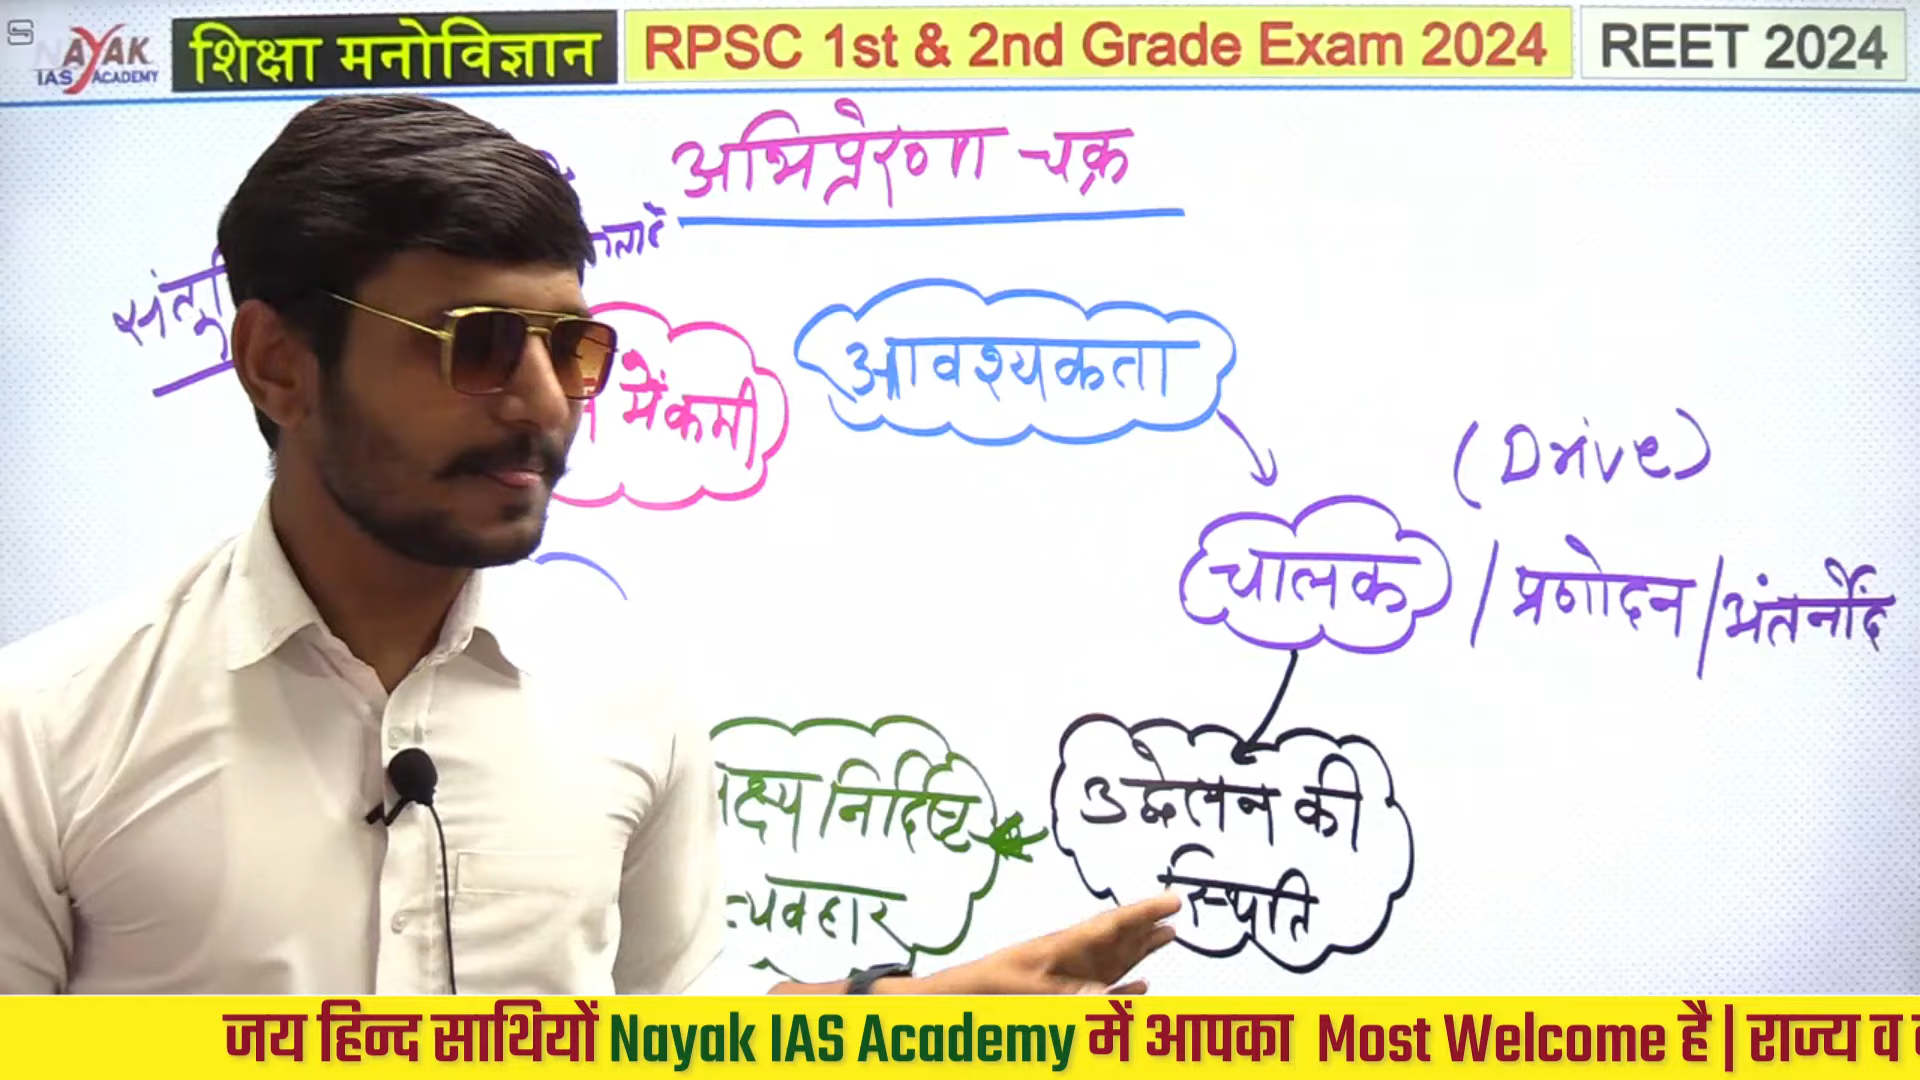 NAYAK
IAS ACADEMY
शिक्षा मनोविज्ञान
RPSC 1st & 2nd Grade Exam 2024
REET 2024
अभिप्रेरणा चक्र
में कमी
आवश्यकता
(Drive)
चालक / प्रणोदन / अंतर्नोद
लक्ष्य निर्दिष्ट
व्यवहार
उद्वेलन की
स्थिति
जय हिन्द साथियों Nayak IAS Academy में आपका Most Welcome है | राज्य व